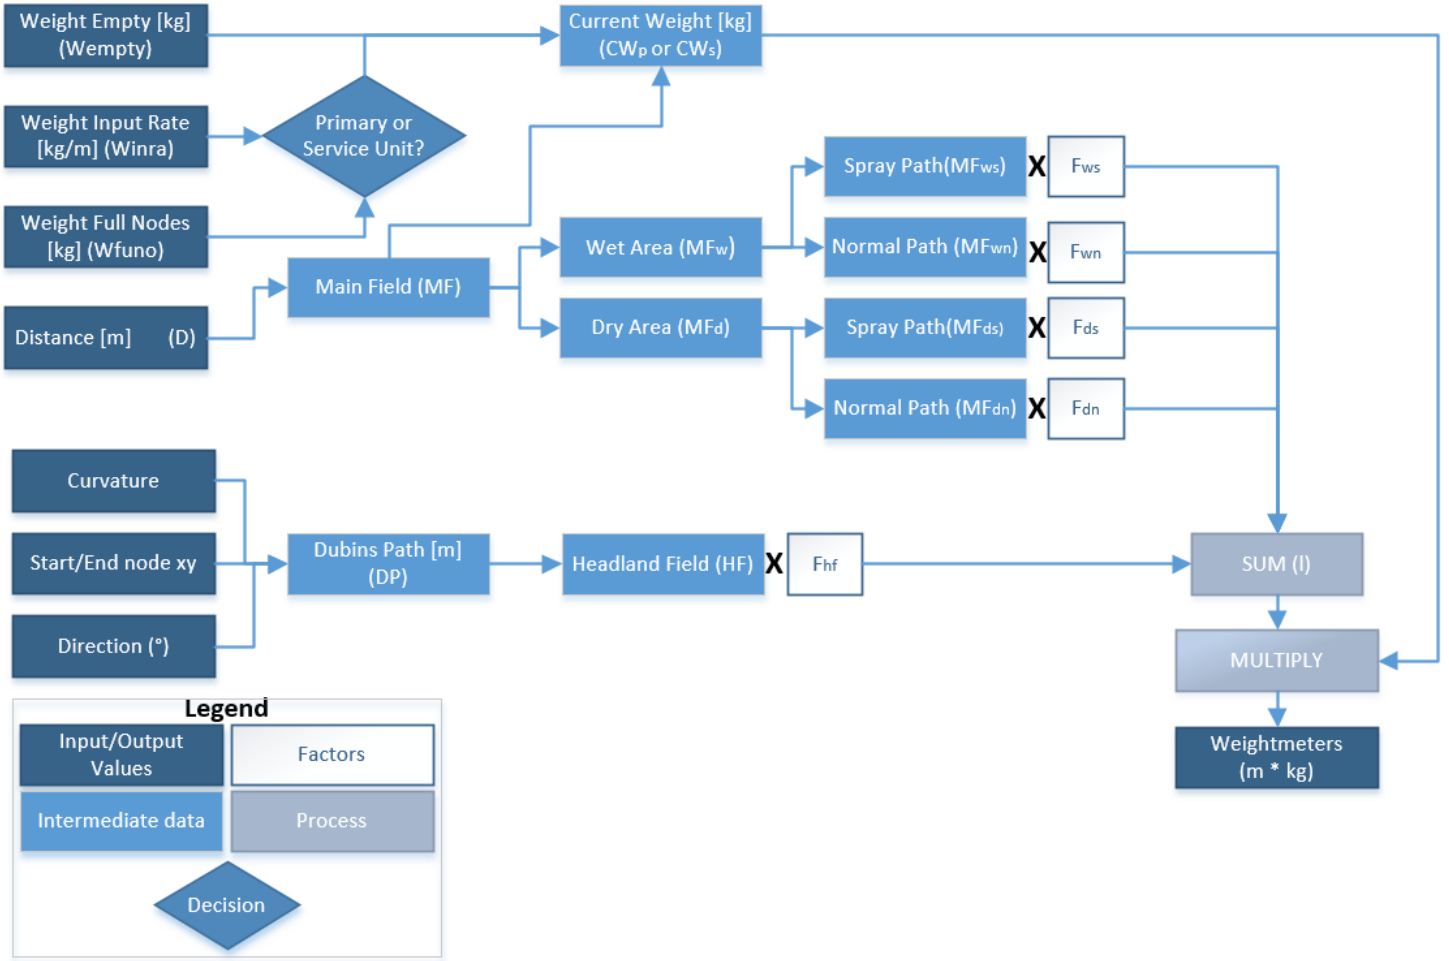 Weight Empty [kg]
(Wempty)
Current Weight [kg]
(CWp or CWs)
Weight Input Rate
[kg/m] (Winra)
Primary or
Service Unit?
Weight Full Nodes
[kg] (Wfuno)
Distance [m] (D)
Main Field (MF)
Wet Area (MFw)
Dry Area (MFd)
Spray Path(MFws) X Fws
Normal Path (MFwn) X Fwn
Spray Path(MFds) X Fds
Normal Path (MFdn) X Fdn
Curvature
Start/End node xy
Direction (°)
Dubins Path [m]
(DP)
Headland Field (HF) X Fhf
SUM (l)
MULTIPLY
Weightmeters
(m * kg)
Legend
Input/Output
Values
Factors
Intermediate data
Process
Decision